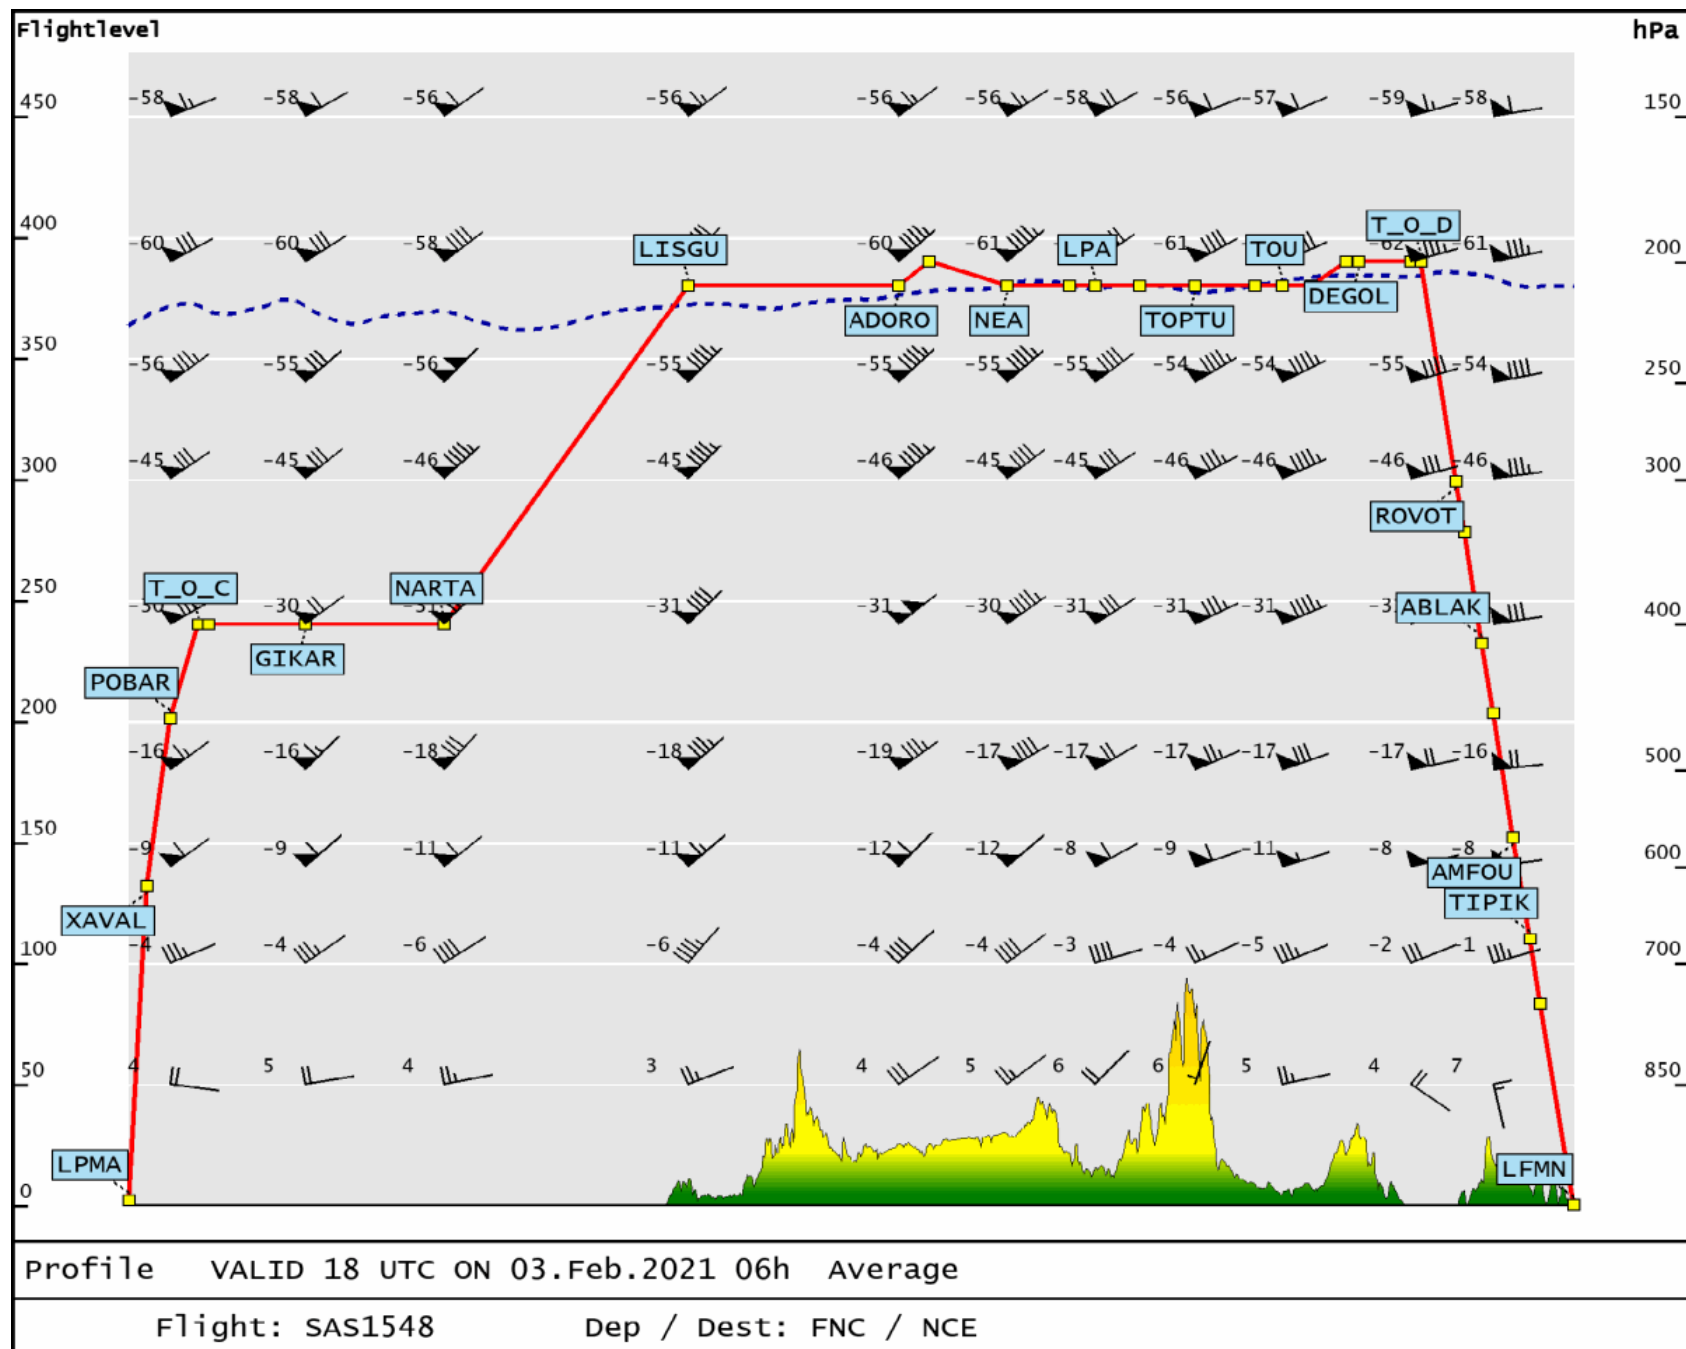 Flightlevel hPa
450 -58 -58 -56 -56 -56 -56 -58 -56 -57 -59 -58 150
T_O_D
400 -60 -60 -58 LISGU -60 -61 LPA -61 TOU -62 -61 200
DEGOL
ADORO NEA TOPTU
350 -56 -55 -56 -55 -55 -55 -55 -54 -54 -55 -54 250
300 -45 -45 -46 -45 -46 -45 -45 -46 -46 -46 -46 300
ROVOT
T_O_C NARTA
250 -30 -30 -31 -31 -31 -30 -31 -31 -31 ABLAK 400
GIKAR
POBAR
200 -16 -16 -18 -18 -19 -17 -17 -17 -17 -17 -16 500
150 -9 -9 -11 -11 -12 -12 -8 -9 -11 -8 -8 600
AMFOU
TIPIK
XAVAL
100 -4 -4 -6 -6 -4 -4 -3 -4 -5 -2 -1 700
50 4 5 4 3 4 5 6 6 5 4 7 850
LPMA LFMN
0
Profile VALID 18 UTC ON 03.Feb.2021 06h Average
Flight: SAS1548 Dep / Dest: FNC / NCE